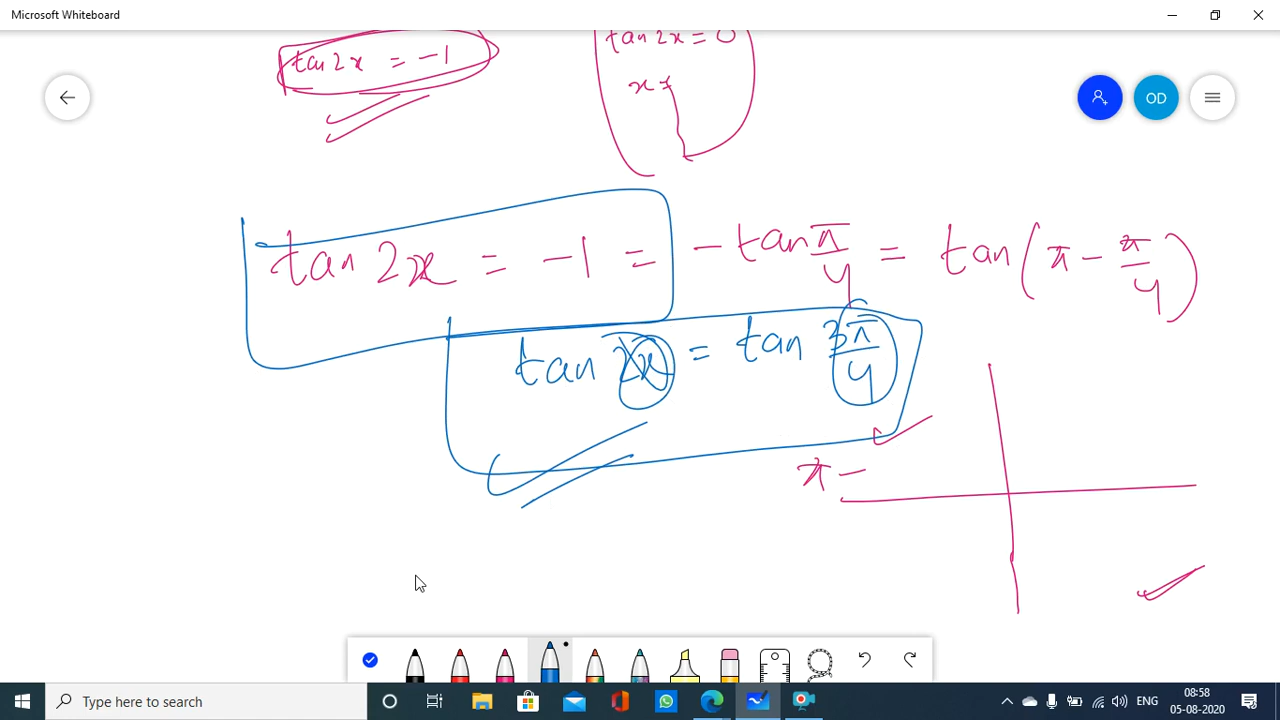 Microsoft Whiteboard
tan 2x = -1
tan 2x = 0
x =
OD
tan 2x = -1 = - tan π/4 = tan (π - π/4)
tan 2x = tan 3π/4
π -
Type here to search
ENG
08:58
05-08-2020